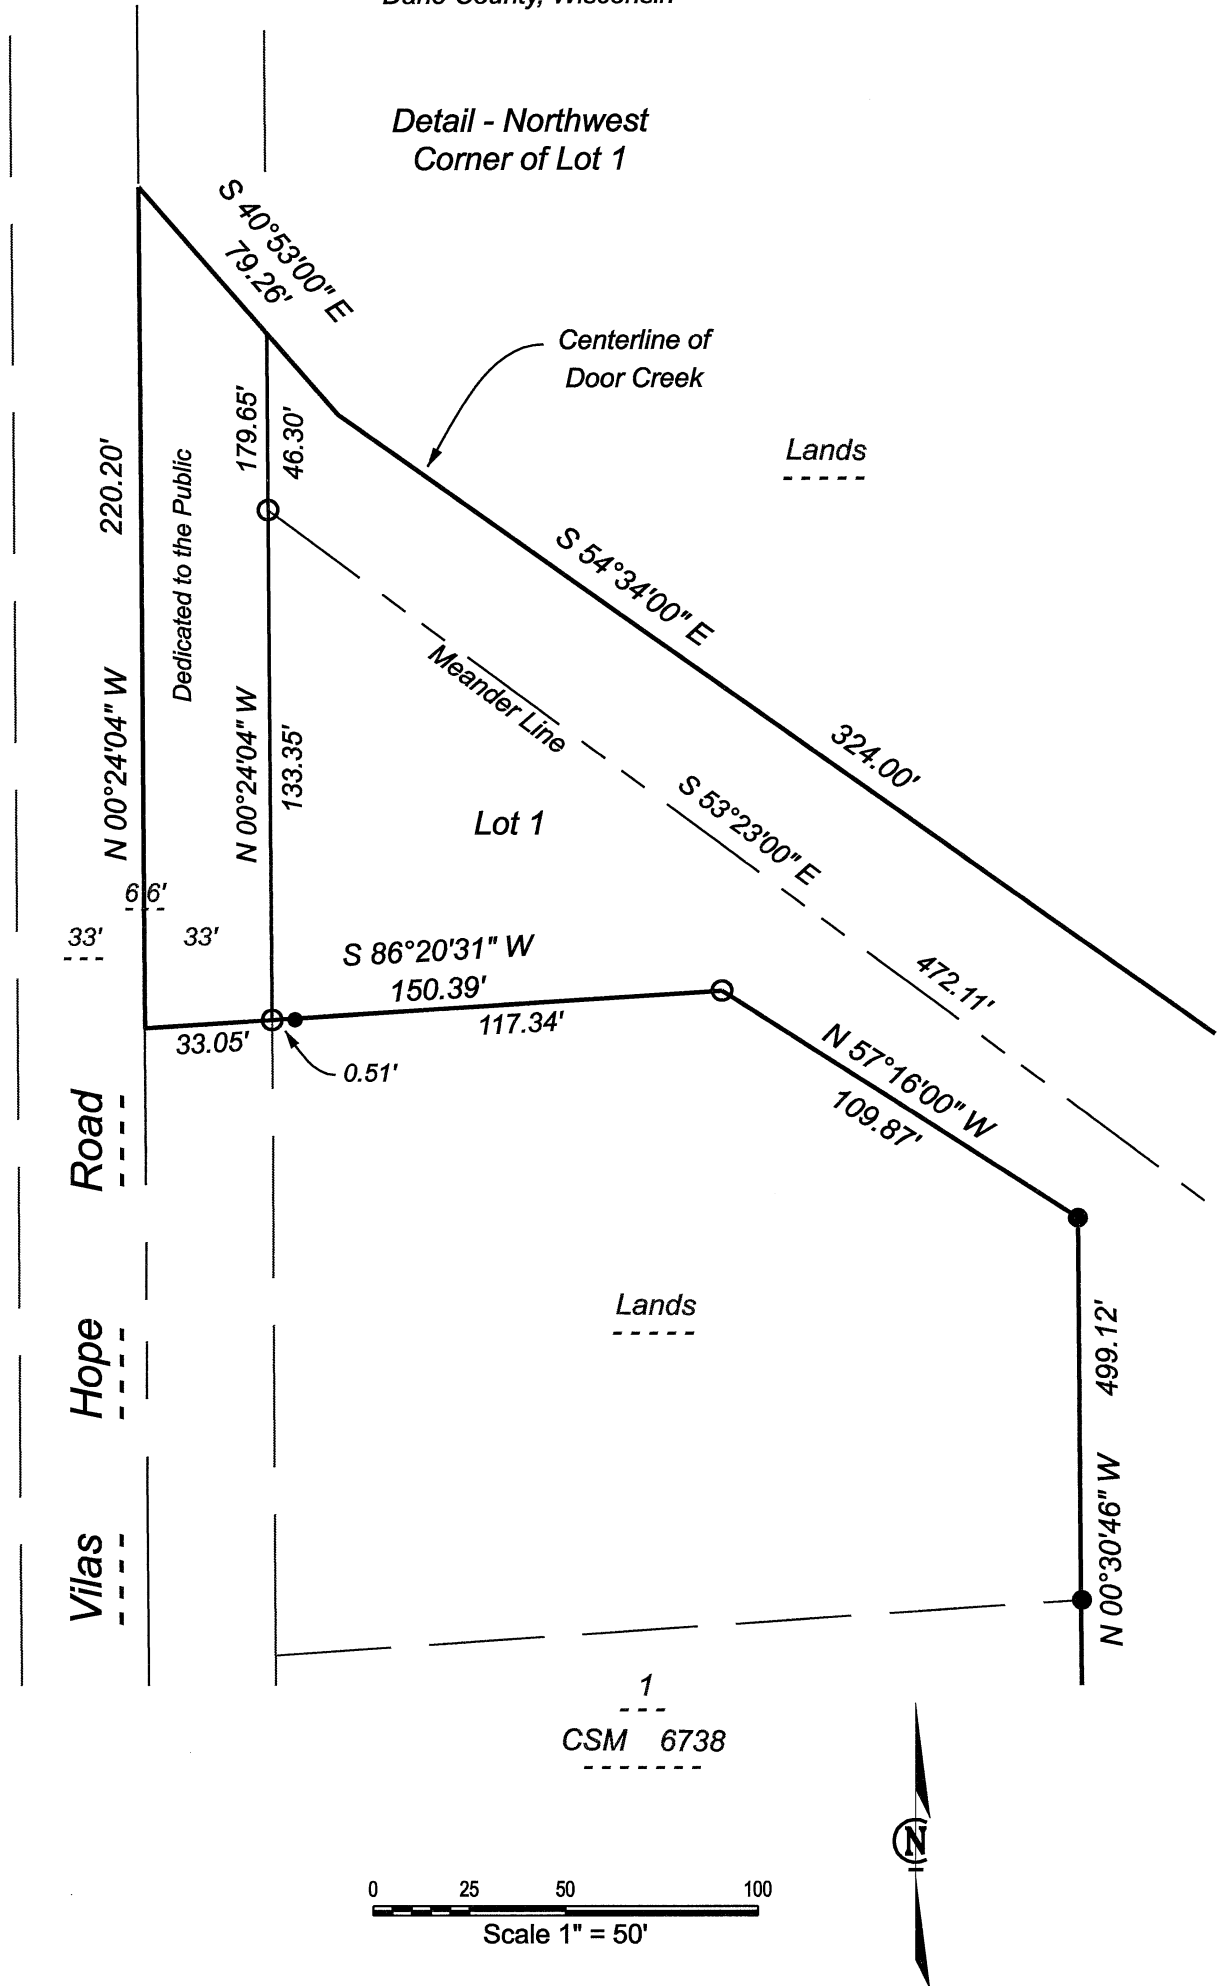 Dane County, Wisconsin
Detail - Northwest
Corner of Lot 1
S 40°53'00" E
79.26'
Centerline of
Door Creek
Lands
220.20'
N 00°24'04" W
Dedicated to the Public
179.65'
46.30'
N 00°24'04" W
133.35'
S 54°34'00" E
324.00'
Meander Line
S 53°23'00" E
472.11'
Lot 1
66'
33'
33'
S 86°20'31" W
150.39'
117.34'
33.05'
0.51'
N 57°16'00" W
109.87'
Vilas Hope Road
Lands
499.12'
N 00°30'46" W
1
CSM 6738
N
0 25 50 100
Scale 1" = 50'